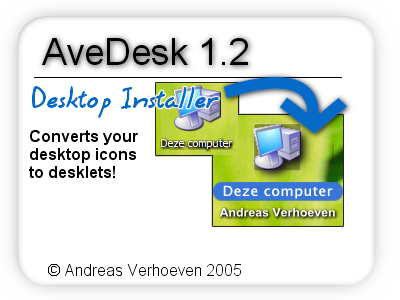 AveDesk 1.2
Desktop Installer
Converts your
desktop icons
to desklets!
Deze computer
Deze computer
Andreas Verhoeven
© Andreas Verhoeven 2005